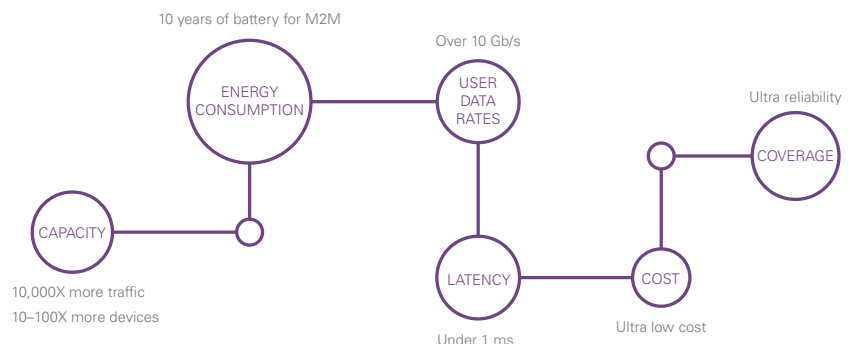 10 years of battery for M2M
ENERGY
CONSUMPTION
Over 10 Gb/s
USER
DATA
RATES
Ultra reliability
COVERAGE
CAPACITY
10,000X more traffic
10–100X more devices
LATENCY
Under 1 ms
COST
Ultra low cost